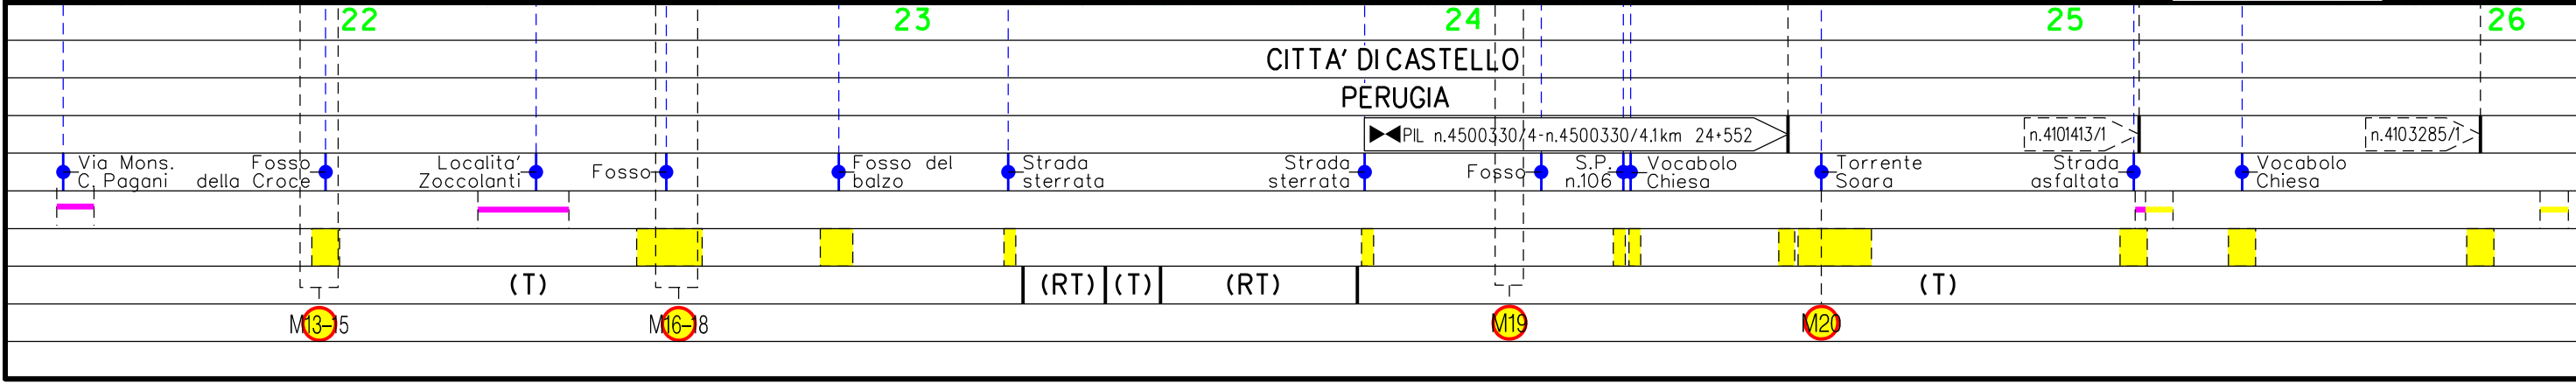 22 23 24 25 26
CITTA' DI CASTELLO
PERUGIA
PIL n.4500330/4-n.4500330/4.1km 24+552
n.4101413/1
n.4103285/1
Via Mons.
C. Pagani
Fosso
della Croce
Localita'
Zoccolanti
Fosso
Fosso del
balzo
Strada
sterrata
Strada
sterrata
Fosso
S.P.
n.106
Vocabolo
Chiesa
Torrente
Soara
Strada
asfaltata
Vocabolo
Chiesa
(T) (RT) (T) (RT) (T)
M13-15 M16-18 M19 M20